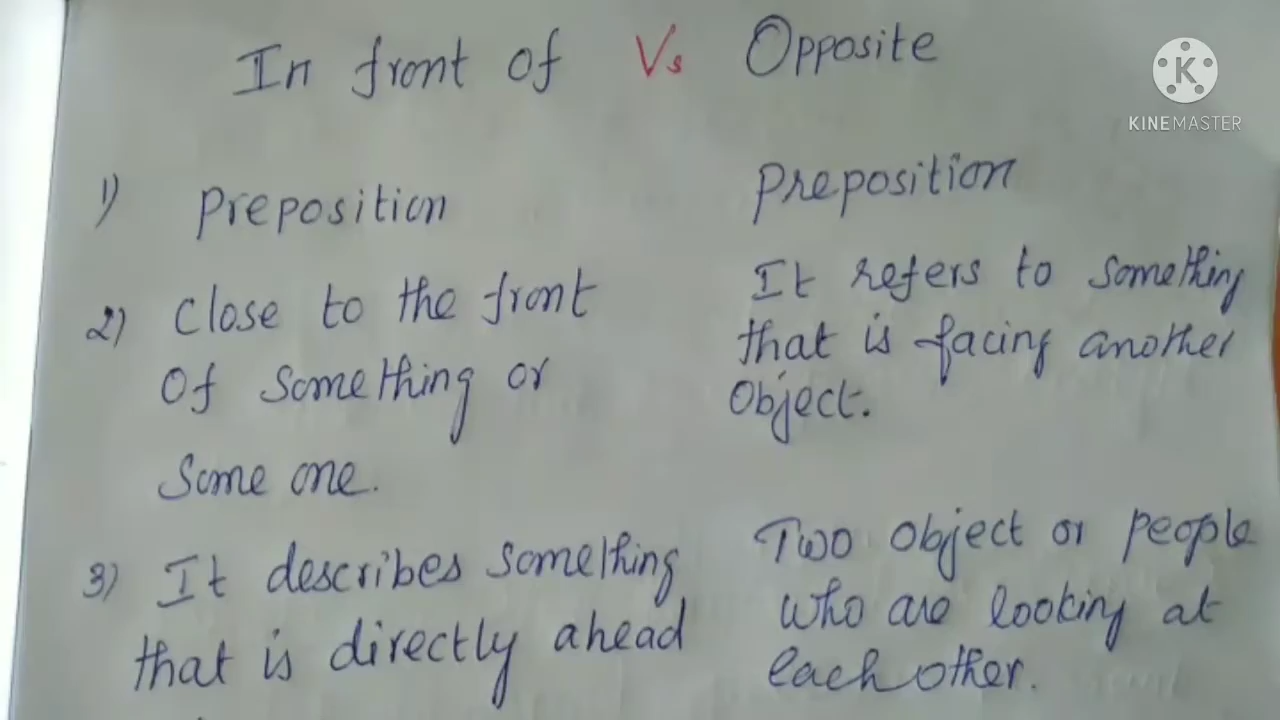 In front of Vs Opposite
KINEMASTER
1) Preposition
Preposition
2) Close to the front
Of Something or
Some one.
It refers to something
that is facing another
Object.
3) It describes something
that is directly ahead
Two object or people
who are looking at
each other.